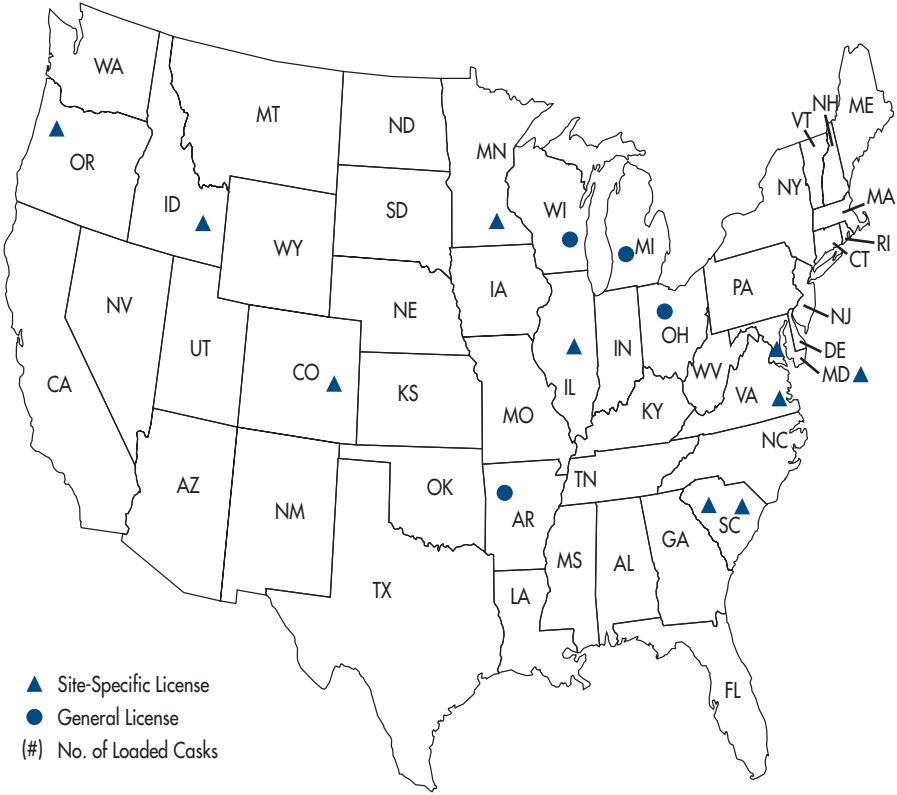 WA
MT
ND
MN
OR
ID
SD
WI
MI
WY
NY
VT
NH
ME
MA
RI
CT
NV
UT
NE
IA
PA
NJ
CA
CO
KS
IL
IN
OH
WV
VA
DE
MD
MO
KY
NC
AZ
NM
OK
AR
TN
SC
TX
LA
MS
AL
GA
FL
Site-Specific License
General License
(#) No. of Loaded Casks